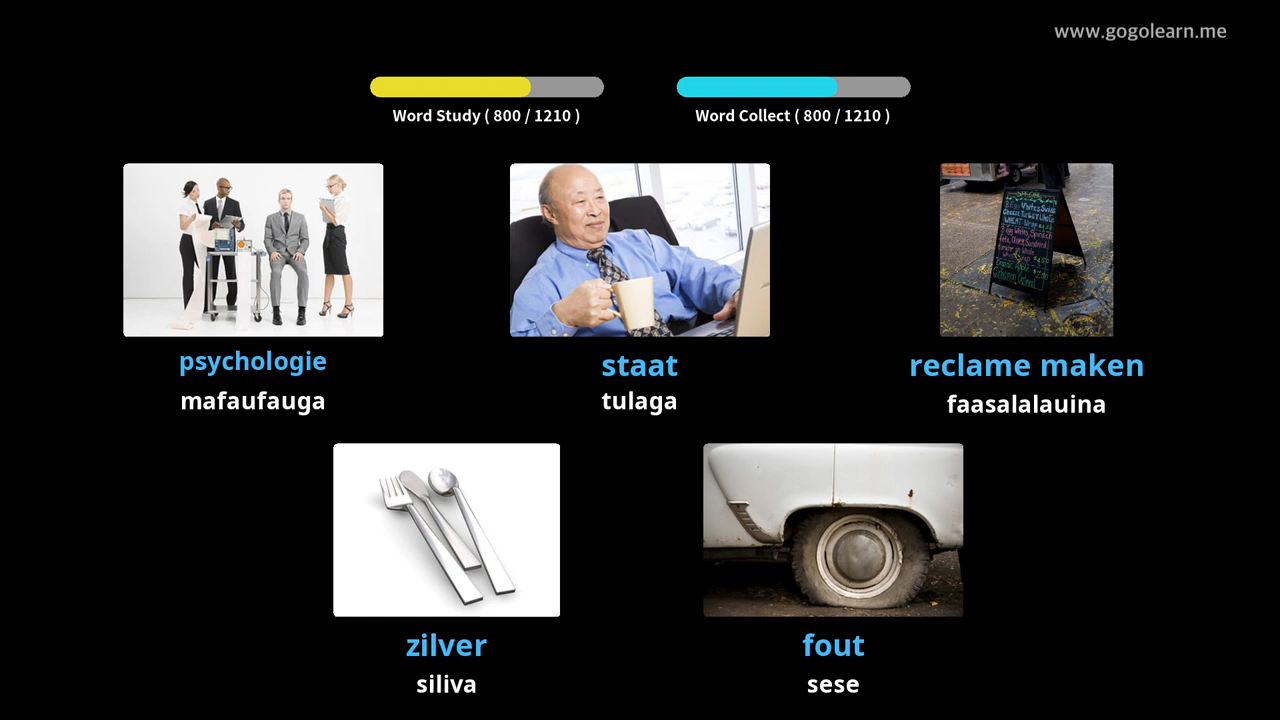 www.gogolearn.me
Word Study ( 800 / 1210 )
Word Collect ( 800 / 1210 )
psychologie
mafaufauga
staat
tulaga
reclame maken
faasalalauina
zilver
siliva
fout
sese